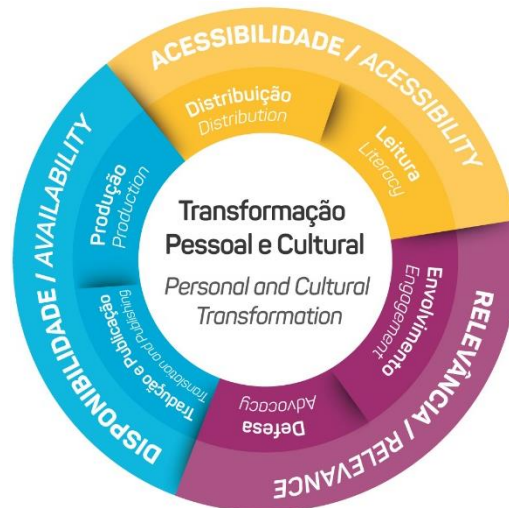 ACESSIBILIDADE / ACESSIBILITY
Distribuição
Distribution
Leitura
Literacy
RELEVÂNCIA / RELEVANCE
Envolvimento
Engagement
Defesa
Advocacy
DISPONIBILIDADE / AVAILABILITY
Tradução e Publicação
Translation and Publishing
Produção
Production
Transformação
Pessoal e Cultural
Personal and Cultural
Transformation